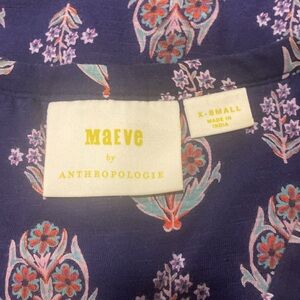 MaEVe
by
ANTHROPOLOGIE
X-SMALL
MADE IN
INDIA